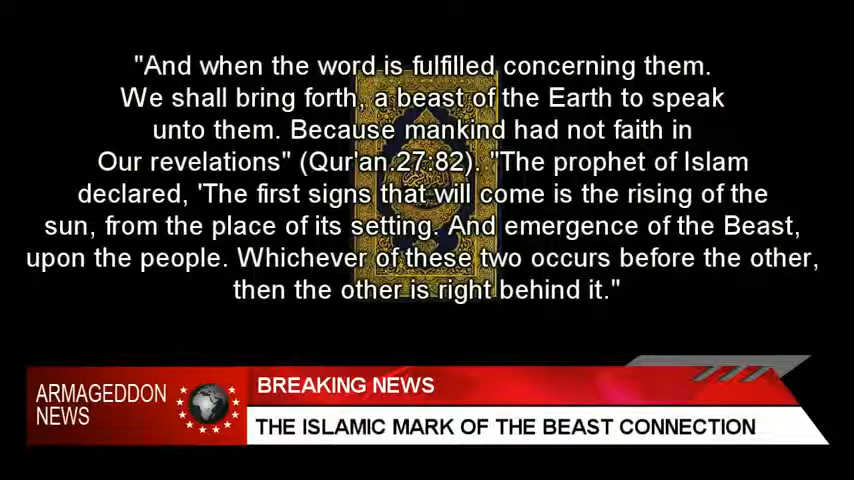 "And when the word is fulfilled concerning them.
We shall bring forth, a beast of the Earth to speak
unto them. Because mankind had not faith in
Our revelations" (Qur'an.27:82). "The prophet of Islam
declared, 'The first signs that will come is the rising of the
sun, from the place of its setting. And emergence of the Beast,
upon the people. Whichever of these two occurs before the other,
then the other is right behind it."
ARMAGEDDON
NEWS
BREAKING NEWS
THE ISLAMIC MARK OF THE BEAST CONNECTION